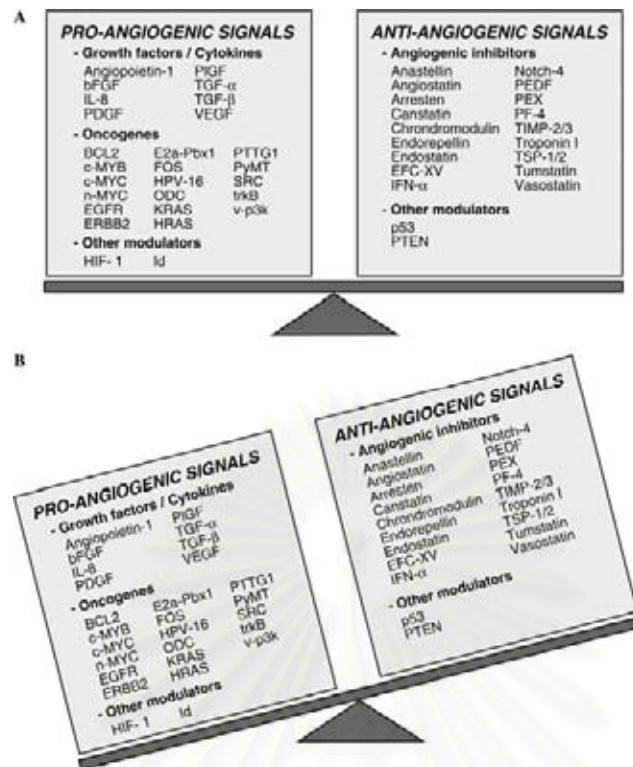 A
PRO-ANGIOGENIC SIGNALS
- Growth factors / Cytokines
Angiopoietin-1 PlGF
bFGF TGF-α
IL-8 TGF-β
PDGF VEGF
- Oncogenes
BCL2 E2a-Pbx1 PTTG1
c-MYB FOS PyMT
c-MYC HPV-16 SRC
n-MYC ODC trkB
EGFR KRAS v-p3k
ERBB2 HRAS
- Other modulators
HIF- 1 Id
ANTI-ANGIOGENIC SIGNALS
- Angiogenic inhibitors
Anastellin Notch-4
Angiostatin PEDF
Arresten PEX
Canstatin PF-4
Chrondromodulin TIMP-2/3
Endorepellin Troponin I
Endostatin TSP-1/2
EFC-XV Tumstatin
IFN-α Vasostatin
- Other modulators
p53
PTEN
B
PRO-ANGIOGENIC SIGNALS
- Growth factors / Cytokines
Angiopoietin-1 PlGF
bFGF TGF-α
IL-8 TGF-β
PDGF VEGF
- Oncogenes
BCL2 E2a-Pbx1 PTTG1
c-MYB FOS PyMT
c-MYC HPV-16 SRC
n-MYC ODC trkB
EGFR KRAS v-p3k
ERBB2 HRAS
- Other modulators
HIF- 1 Id
ANTI-ANGIOGENIC SIGNALS
- Angiogenic inhibitors
Anastellin Notch-4
Angiostatin PEDF
Arresten PEX
Canstatin PF-4
Chrondromodulin TIMP-2/3
Endorepellin Troponin I
Endostatin TSP-1/2
EFC-XV Tumstatin
IFN-α Vasostatin
- Other modulators
p53
PTEN